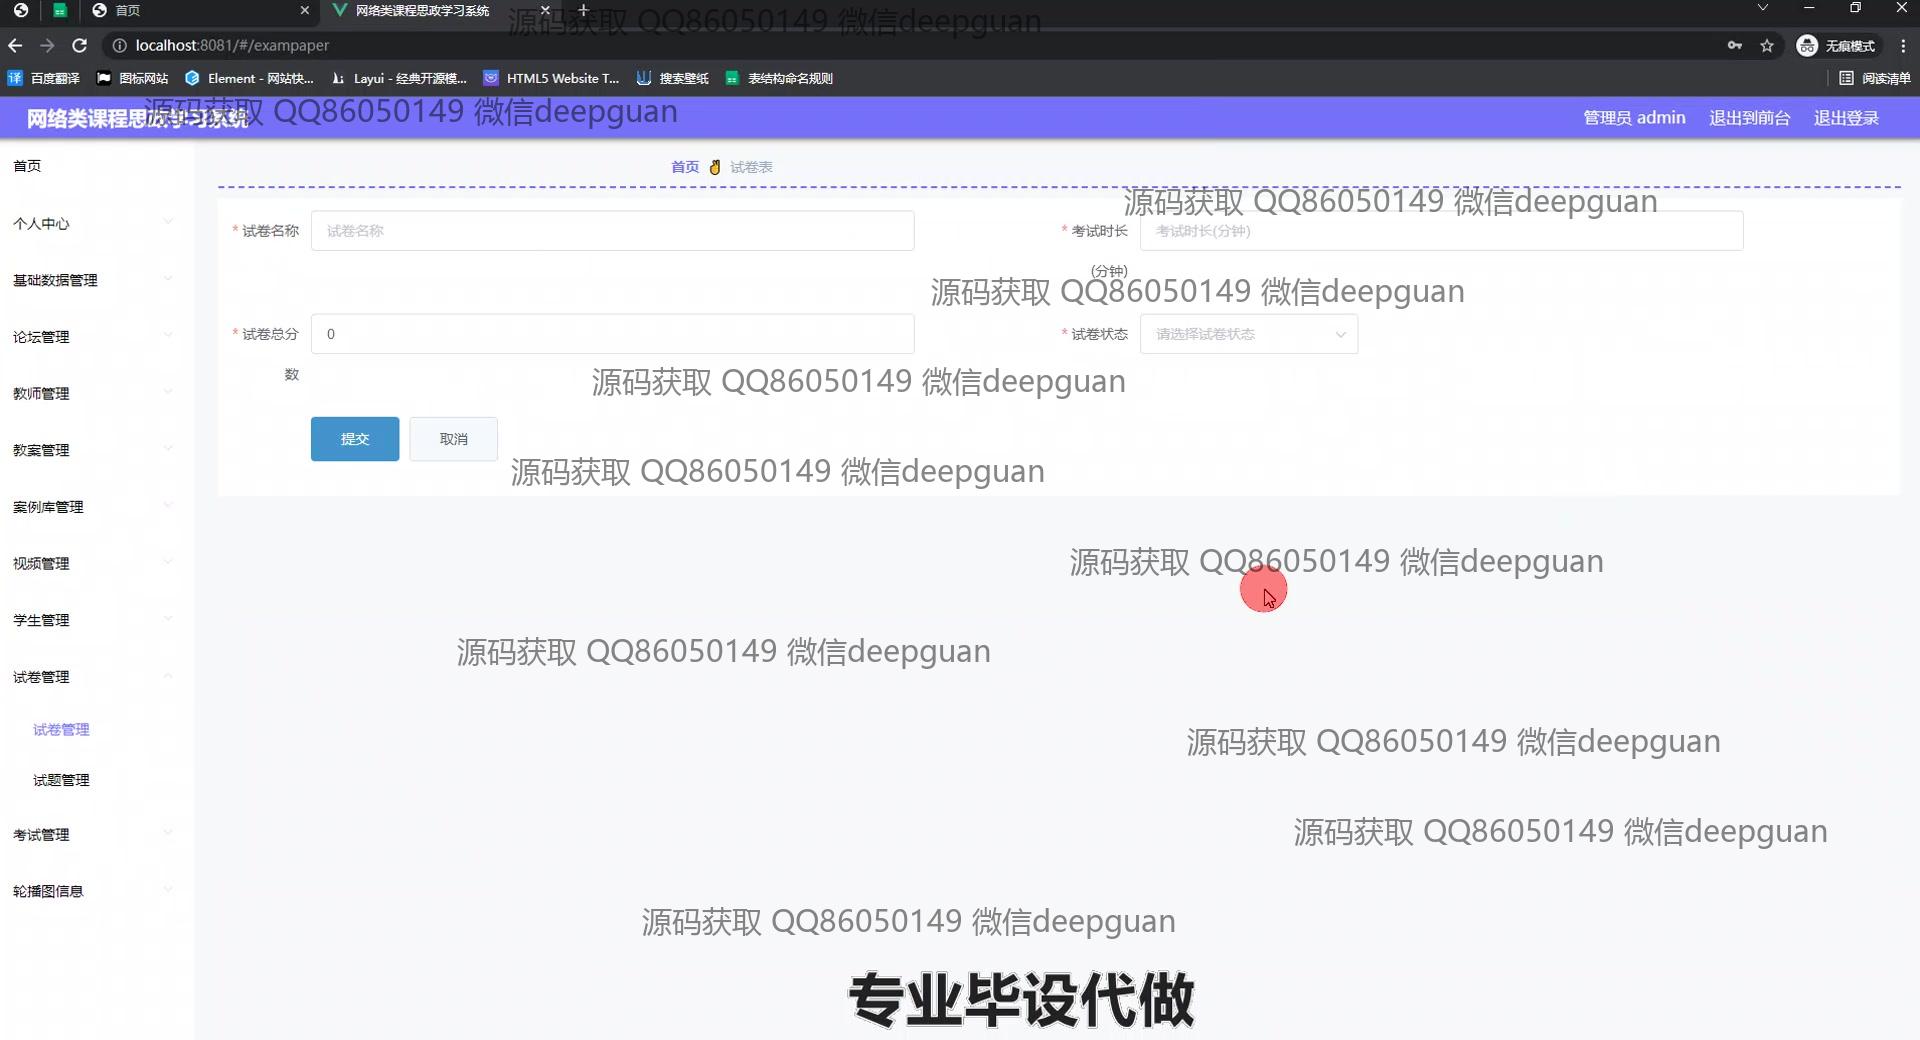 首页
网络类课程思政学习系统
源码获取 QQ86050149 微信deepguan
localhost:8081/#/exampaper
无痕模式
百度翻译
图标网站
Element - 网站快...
Layui - 经典开源模...
HTML5 Website T...
搜索壁纸
表结构命名规则
阅读清单
网络类课程思政学习系统
源码获取 QQ86050149 微信deepguan
管理员 admin
退出到前台
退出登录
首页
个人中心
基础数据管理
论坛管理
教师管理
教案管理
案例库管理
视频管理
学生管理
试卷管理
试卷管理
试题管理
考试管理
轮播图信息
首页 试卷表
源码获取 QQ86050149 微信deepguan
* 试卷名称
试卷名称
* 考试时长
(分钟)
考试时长(分钟)
源码获取 QQ86050149 微信deepguan
* 试卷总分
数
0
* 试卷状态
请选择试卷状态
源码获取 QQ86050149 微信deepguan
提交
取消
源码获取 QQ86050149 微信deepguan
源码获取 QQ86050149 微信deepguan
源码获取 QQ86050149 微信deepguan
源码获取 QQ86050149 微信deepguan
源码获取 QQ86050149 微信deepguan
源码获取 QQ86050149 微信deepguan
专业毕设代做